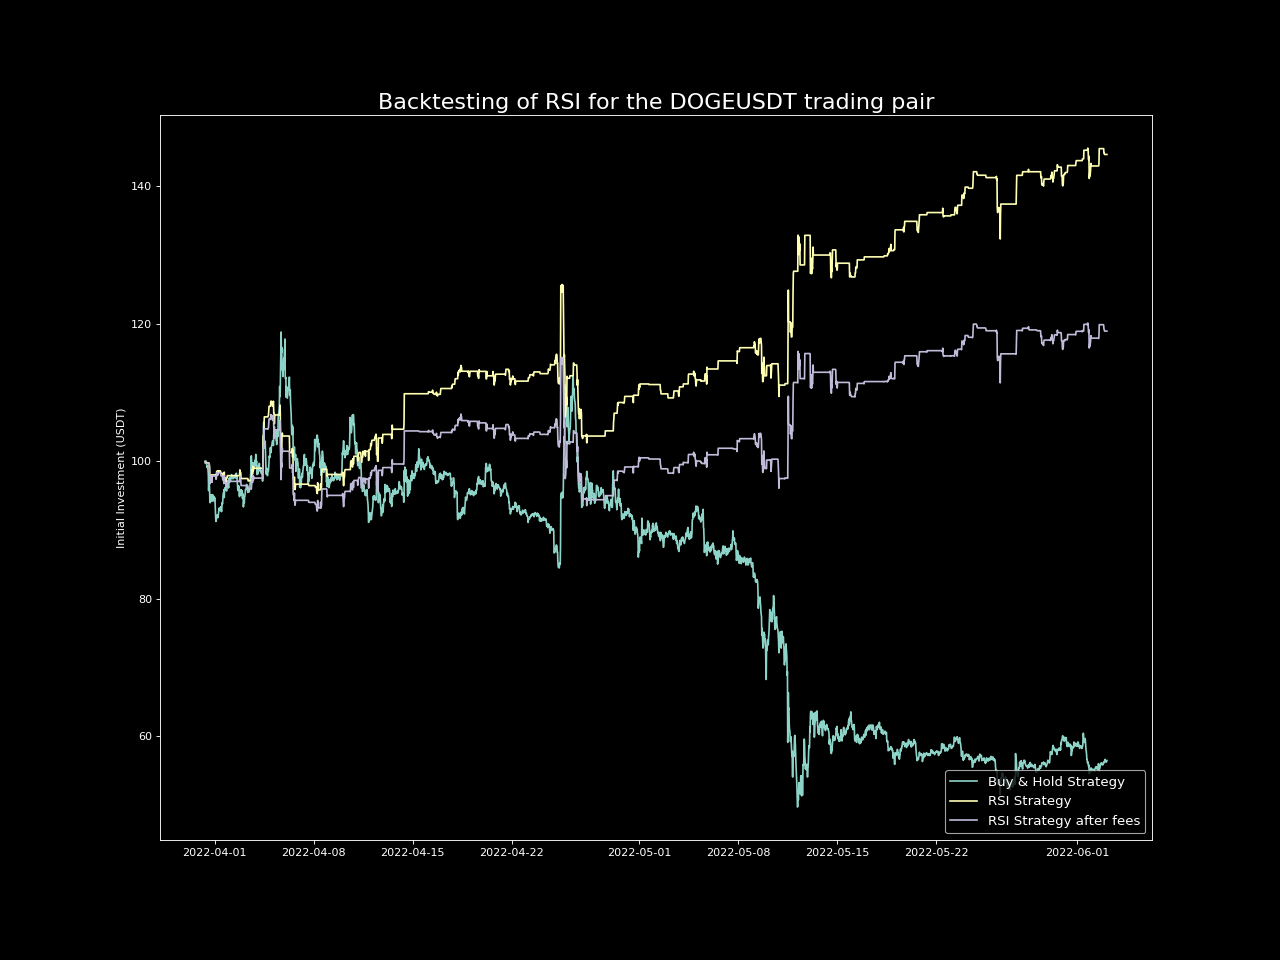 Backtesting of RSI for the DOGEUSDT trading pair
Initial Investment (USDT)
140
120
100
80
60
2022-04-01 2022-04-08 2022-04-15 2022-04-22 2022-05-01 2022-05-08 2022-05-15 2022-05-22 2022-06-01
Buy & Hold Strategy
RSI Strategy
RSI Strategy after fees